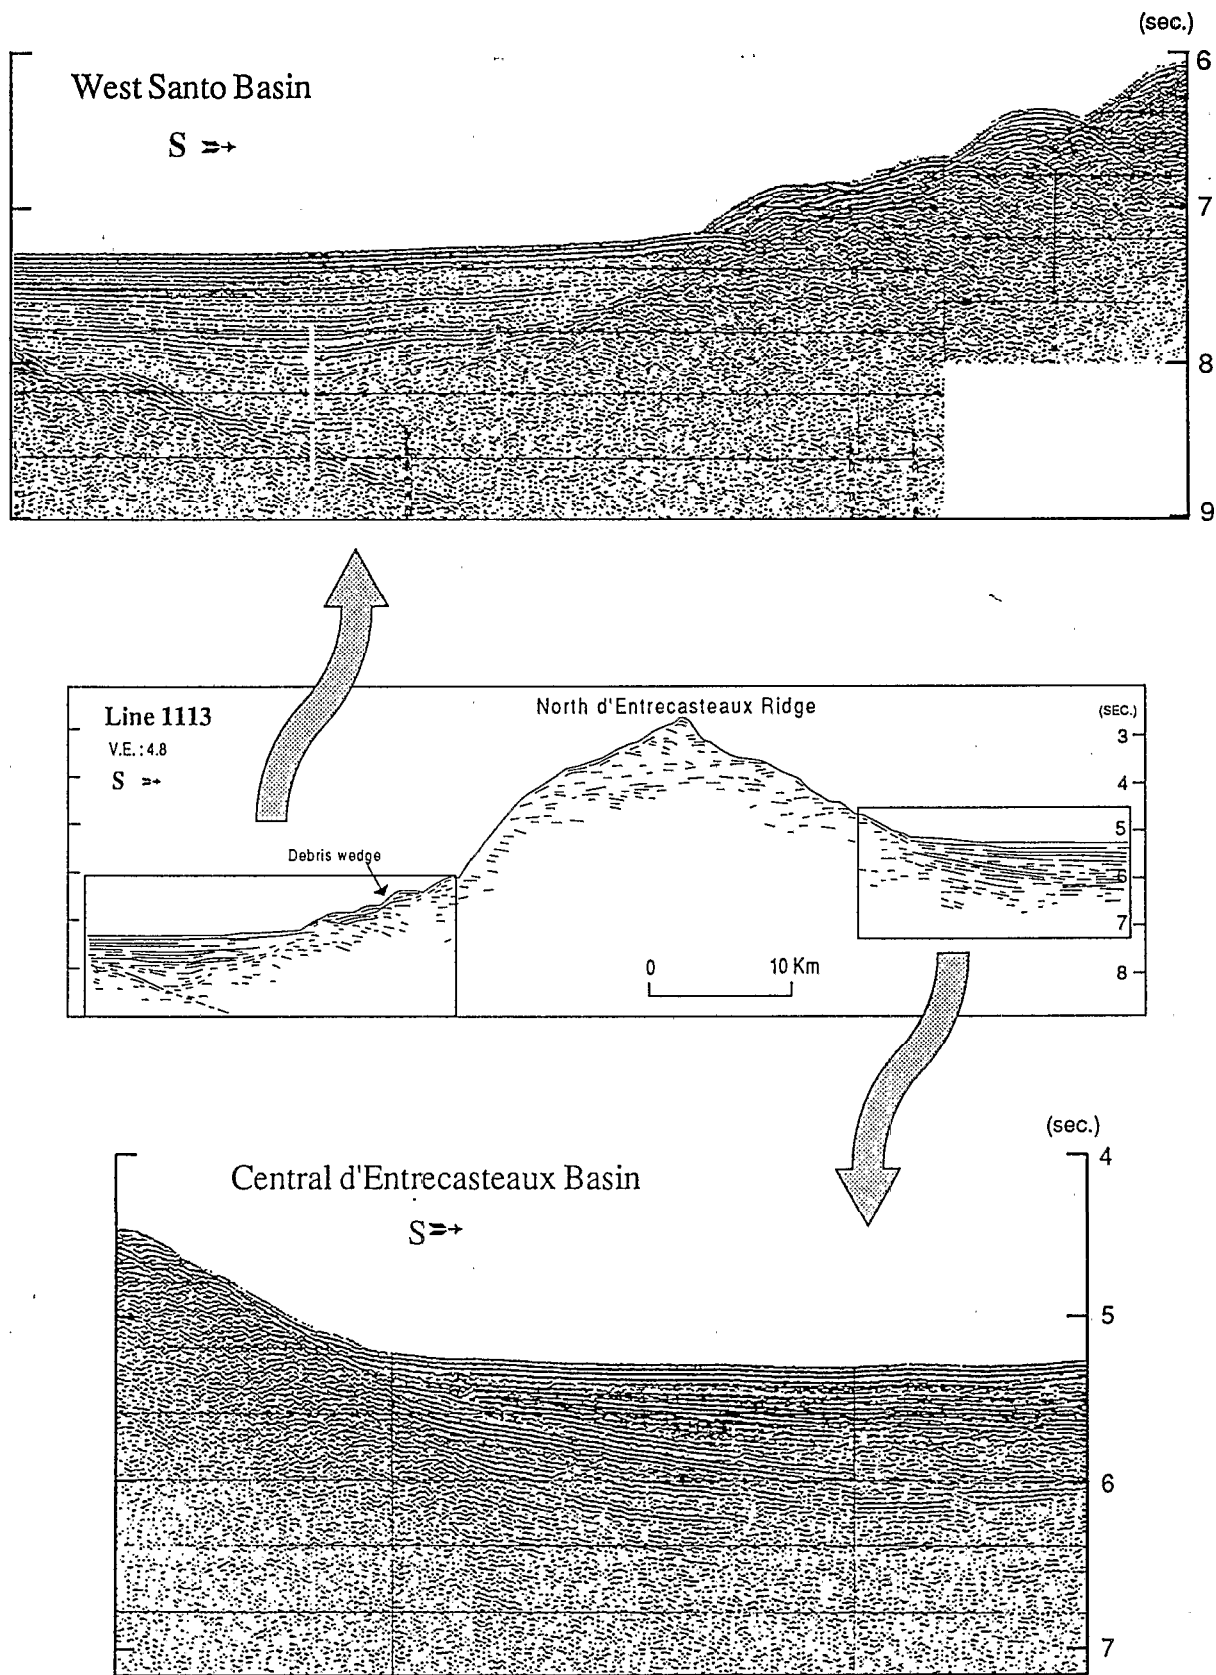 (sec.)
6
West Santo Basin
S
7
8
9
North d'Entrecasteaux Ridge
Line 1113
(SEC.)
V.E. : 4.8
3
S
4
5
Debris wedge
6
7
0 10 Km
8
(sec.)
4
Central d'Entrecasteaux Basin
S
5
6
7